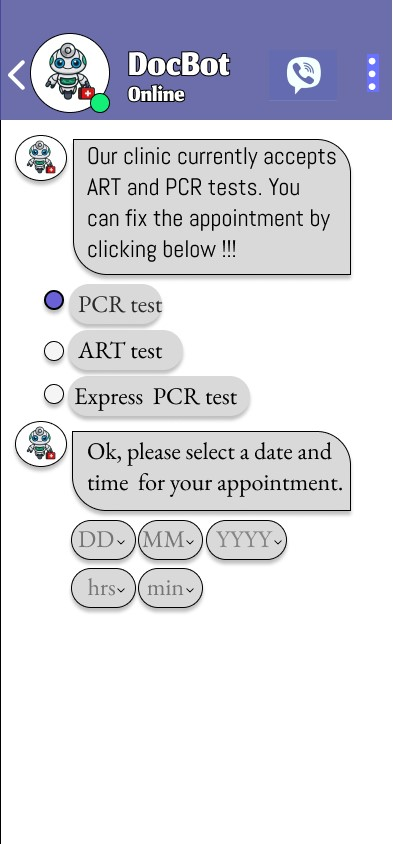 DocBot
Online
Our clinic currently accepts
ART and PCR tests. You
can fix the appointment by
clicking below !!!
PCR test
ART test
Express PCR test
Ok, please select a date and
time for your appointment.
DD MM YYYY
hrs min